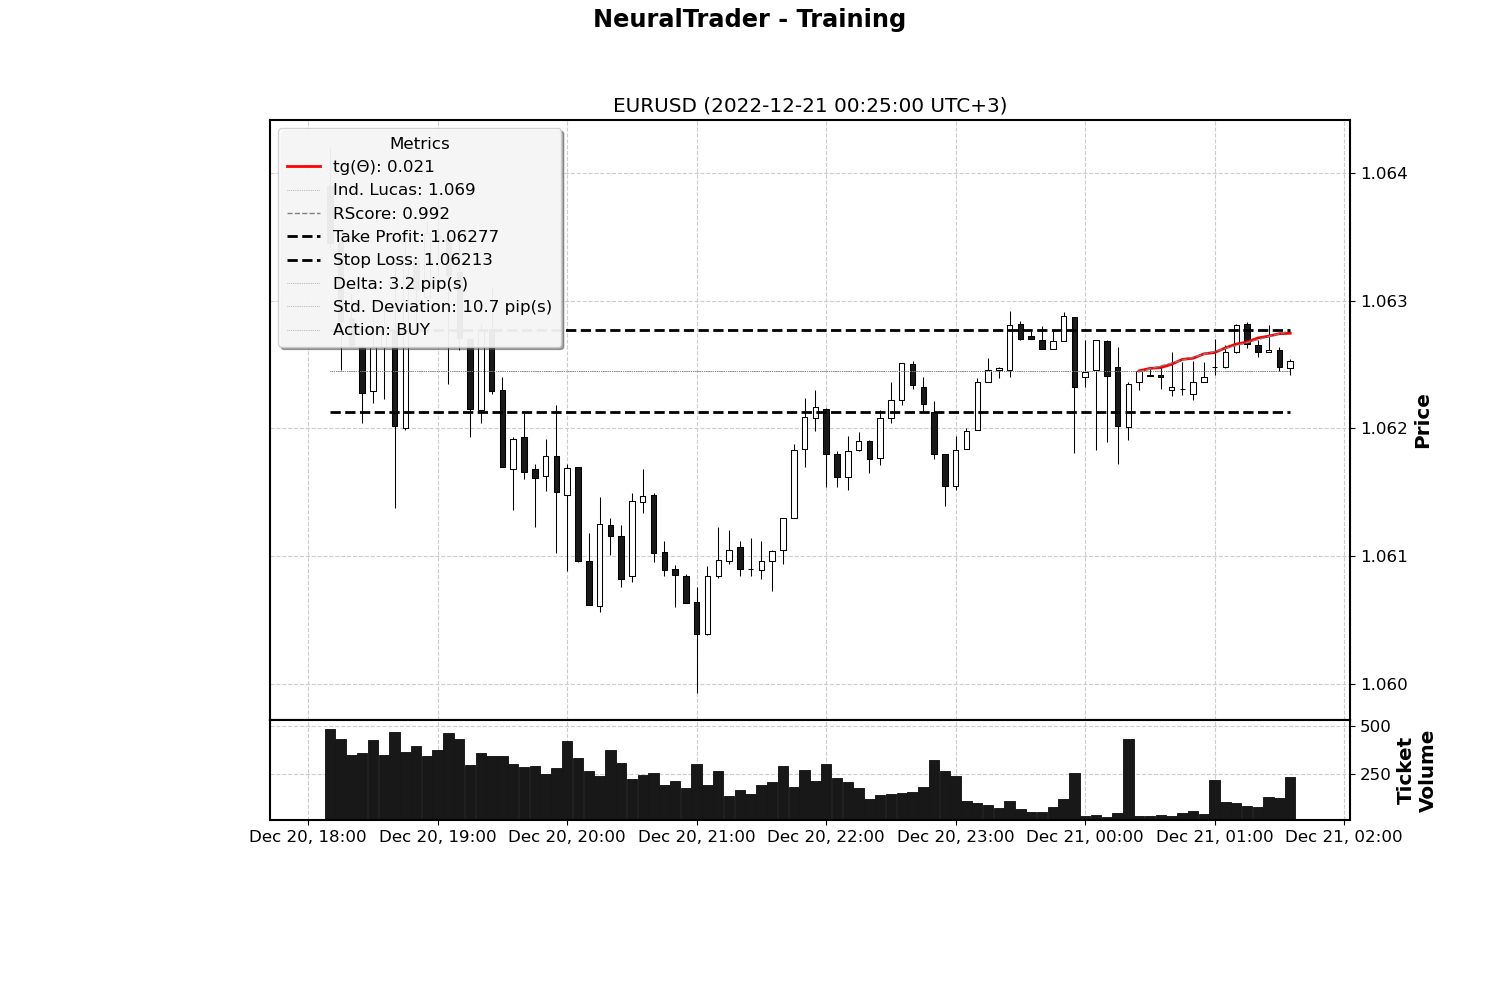 NeuralTrader - Training
EURUSD (2022-12-21 00:25:00 UTC+3)
Metrics
tg(Θ): 0.021
Ind. Lucas: 1.069
RScore: 0.992
Take Profit: 1.06277
Stop Loss: 1.06213
Delta: 3.2 pip(s)
Std. Deviation: 10.7 pip(s)
Action: BUY
1.064
1.063
1.062
1.061
1.060
Price
500
250
Ticket
Volume
Dec 20, 18:00
Dec 20, 19:00
Dec 20, 20:00
Dec 20, 21:00
Dec 20, 22:00
Dec 20, 23:00
Dec 21, 00:00
Dec 21, 01:00
Dec 21, 02:00